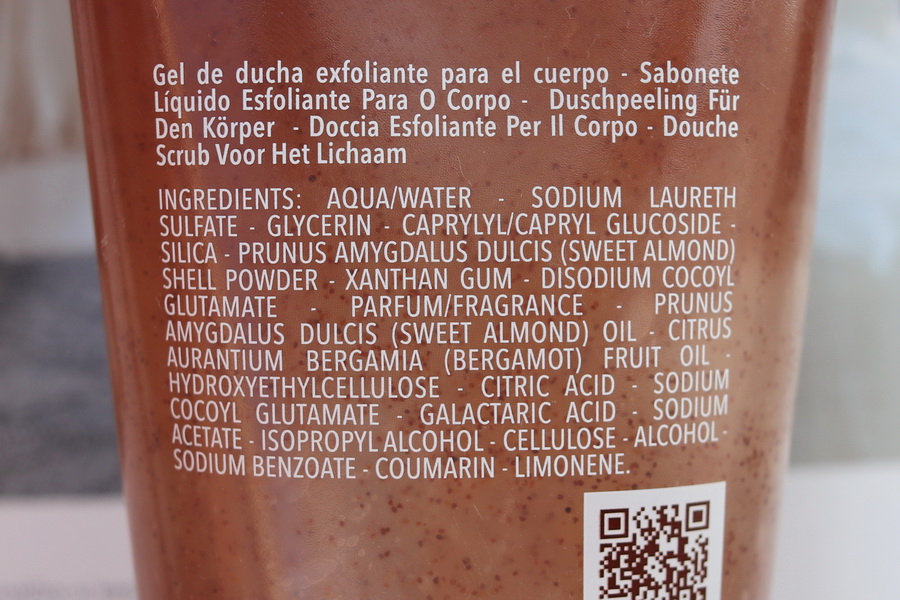 Gel de ducha exfoliante para el cuerpo - Sabonete
Líquido Esfoliante Para O Corpo - Duschpeeling Für
Den Körper - Doccia Esfoliante Per Il Corpo - Douche
Scrub Voor Het Lichaam
INGREDIENTS: AQUA/WATER - SODIUM LAURETH
SULFATE - GLYCERIN - CAPRYLYL/CAPRYL GLUCOSIDE -
SILICA - PRUNUS AMYGDALUS DULCIS (SWEET ALMOND)
SHELL POWDER - XANTHAN GUM - DISODIUM COCOYL
GLUTAMATE - PARFUM/FRAGRANCE - PRUNUS
AMYGDALUS DULCIS (SWEET ALMOND) OIL - CITRUS
AURANTIUM BERGAMIA (BERGAMOT) FRUIT OIL -
HYDROXYETHYLCELLULOSE - CITRIC ACID - SODIUM
COCOYL GLUTAMATE - GALACTARIC ACID - SODIUM
ACETATE - ISOPROPYL ALCOHOL - CELLULOSE - ALCOHOL -
SODIUM BENZOATE - COUMARIN - LIMONENE.